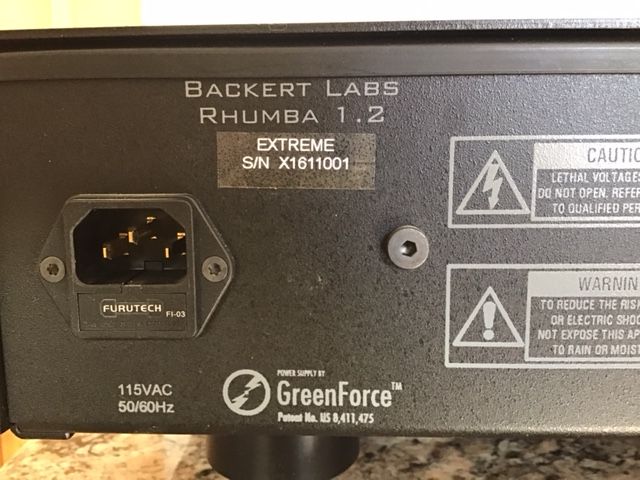 BACKERT LABS
RHUMBA 1.2
EXTREME
S/N X1611001
CAUTIO
LETHAL VOLTAGES
DO NOT OPEN. REFER
TO QUALIFIED PER
WARNIN
TO REDUCE THE RIS
OR ELECTRIC SHOC
NOT EXPOSE THIS AP
TO RAIN OR MOIST
FURUTECH FI-03
115VAC
50/60Hz
POWER SUPPLY BY
GreenForce™
Patent No. US 8,411,475